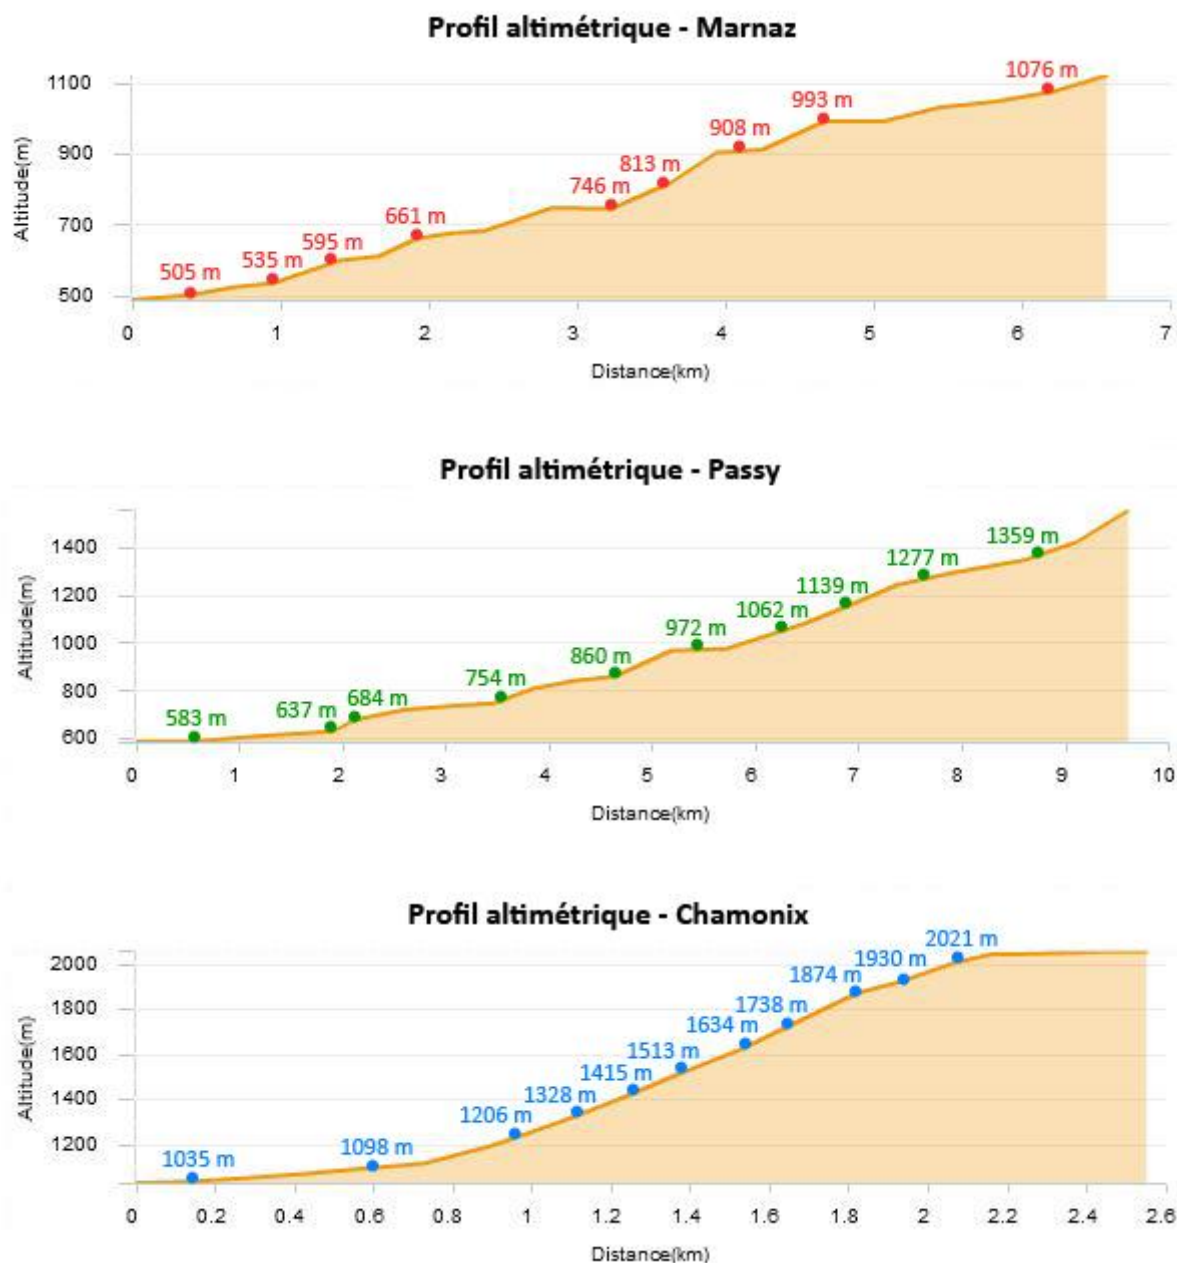 Profil altimétrique - Marnaz
1100
900
700
500
Altitude(m)
505 m
535 m
595 m
661 m
746 m
813 m
908 m
993 m
1076 m
0 1 2 3 4 5 6 7
Distance(km)
Profil altimétrique - Passy
1400
1200
1000
800
600
Altitude(m)
583 m
637 m
684 m
754 m
860 m
972 m
1062 m
1139 m
1277 m
1359 m
0 1 2 3 4 5 6 7 8 9 10
Distance(km)
Profil altimétrique - Chamonix
2000
1800
1600
1400
1200
Altitude(m)
1035 m
1098 m
1206 m
1328 m
1415 m
1513 m
1634 m
1738 m
1874 m
1930 m
2021 m
0 0.2 0.4 0.6 0.8 1 1.2 1.4 1.6 1.8 2 2.2 2.4 2.6
Distance(km)